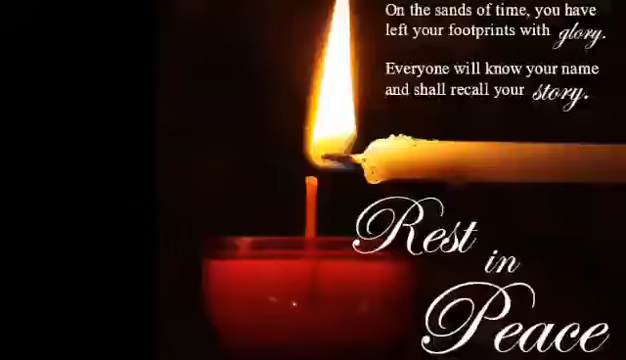 On the sands of time, you have
left your footprints with glory.
Everyone will know your name
and shall recall your story.
Rest
in
Peace